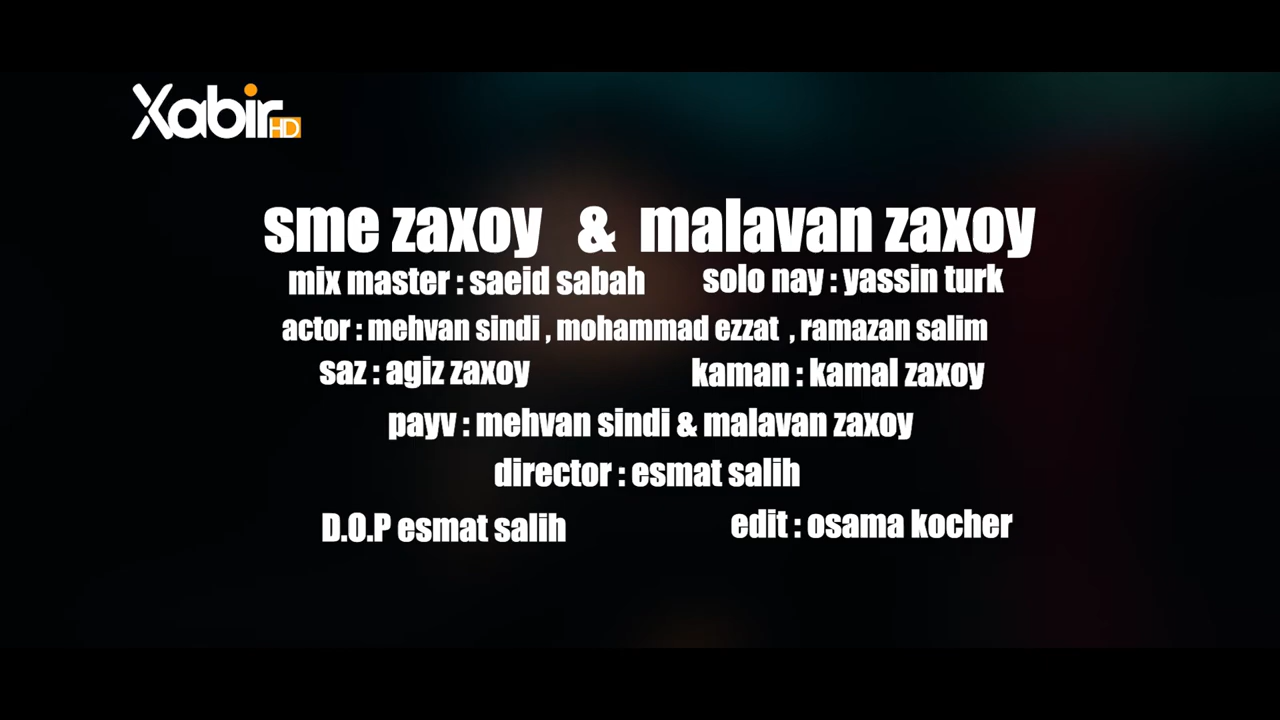 Xabir HD
sme zaxoy & malavan zaxoy
mix master : saeid sabah solo nay : yassin turk
actor : mehvan sindi , mohammad ezzat , ramazan salim
saz : agiz zaxoy kaman : kamal zaxoy
payv : mehvan sindi & malavan zaxoy
director : esmat salih
D.O.P esmat salih edit : osama kocher